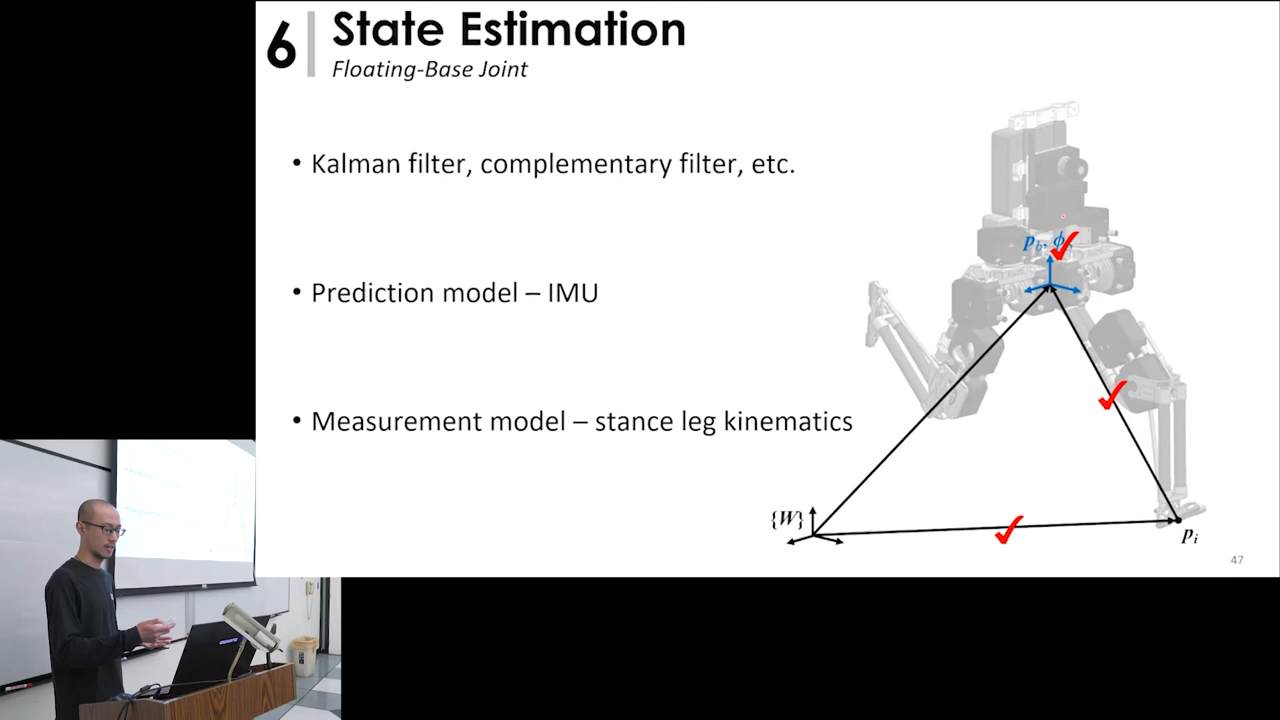 6
State Estimation
Floating-Base Joint
• Kalman filter, complementary filter, etc.
p_b, ϕ
• Prediction model – IMU
• Measurement model – stance leg kinematics
{W}
p_i
47